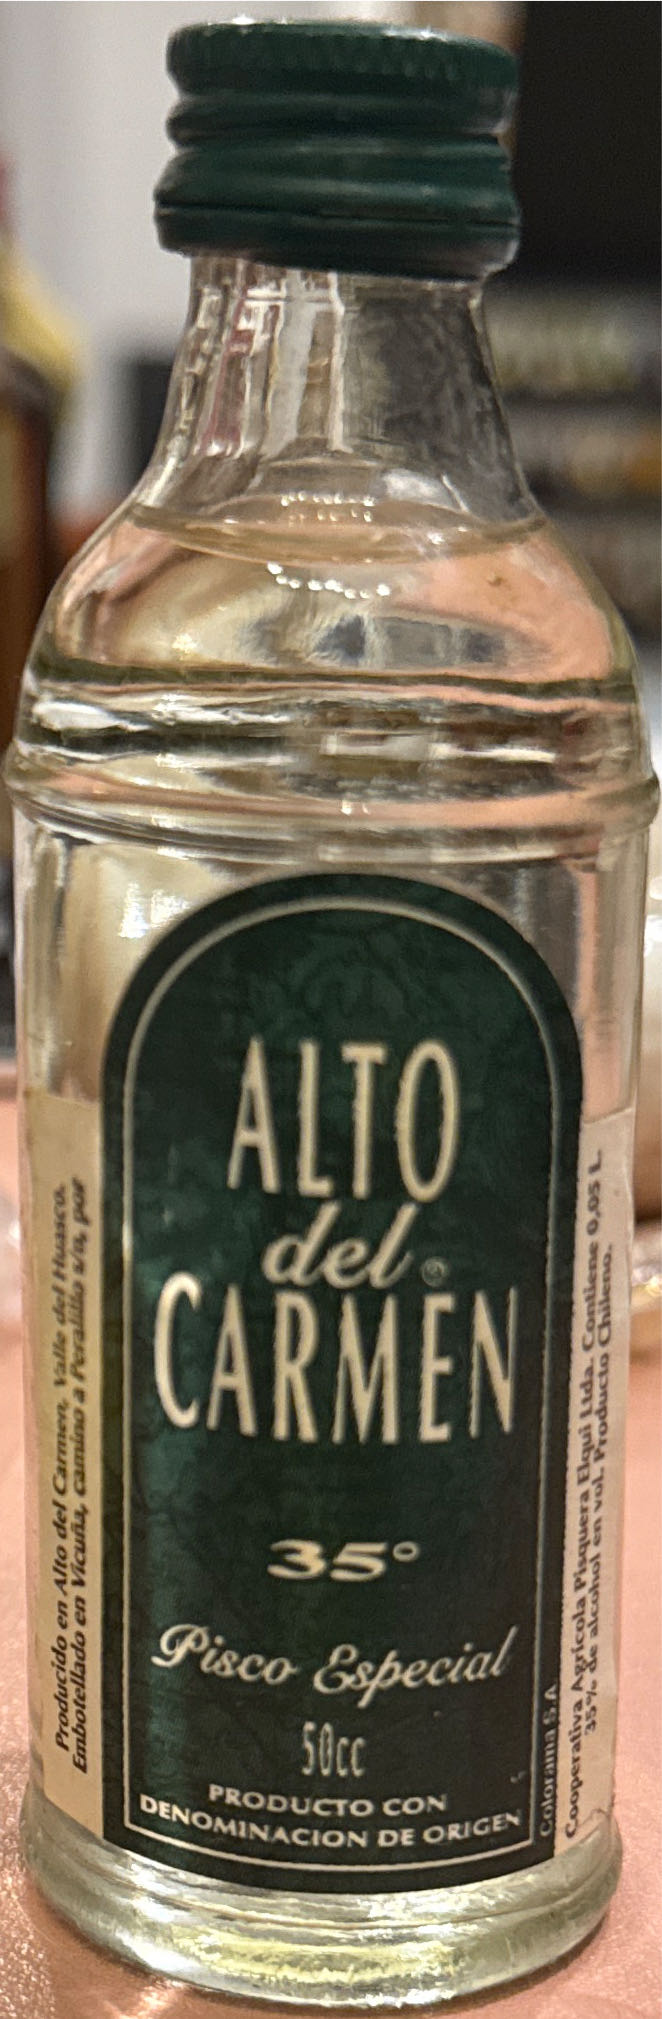 ALTO
del ®
CARMEN
35°
Pisco Especial
50cc
PRODUCTO CON
DENOMINACION DE ORIGEN
Producido en Alto del Carmen, Valle del Huasco.
Embotellado en Vicuña, camino a Peralillo s/n, por
Colorama S.A.
Cooperativa Agrícola Pisquera Elqui Ltda. Contiene 0,05 L.
35% de alcohol en vol. Producto Chileno.